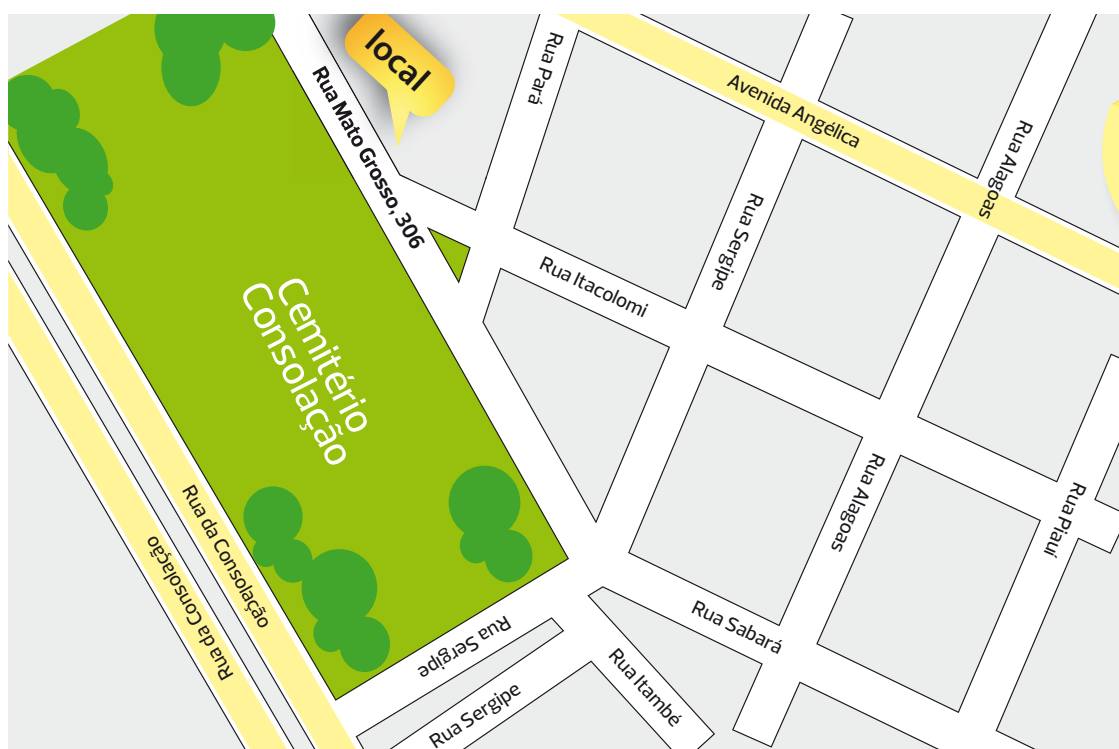 local
Rua Pará
Avenida Angélica
Rua Mato Grosso, 306
Rua Alagoas
Rua Sergipe
Rua Itacolomi
Cemitério
Consolação
Rua Alagoas
Rua Piauí
Rua da Consolação
Rua da Consolação
Rua Sergipe
Rua Sabará
Rua Itambé
Rua Sergipe